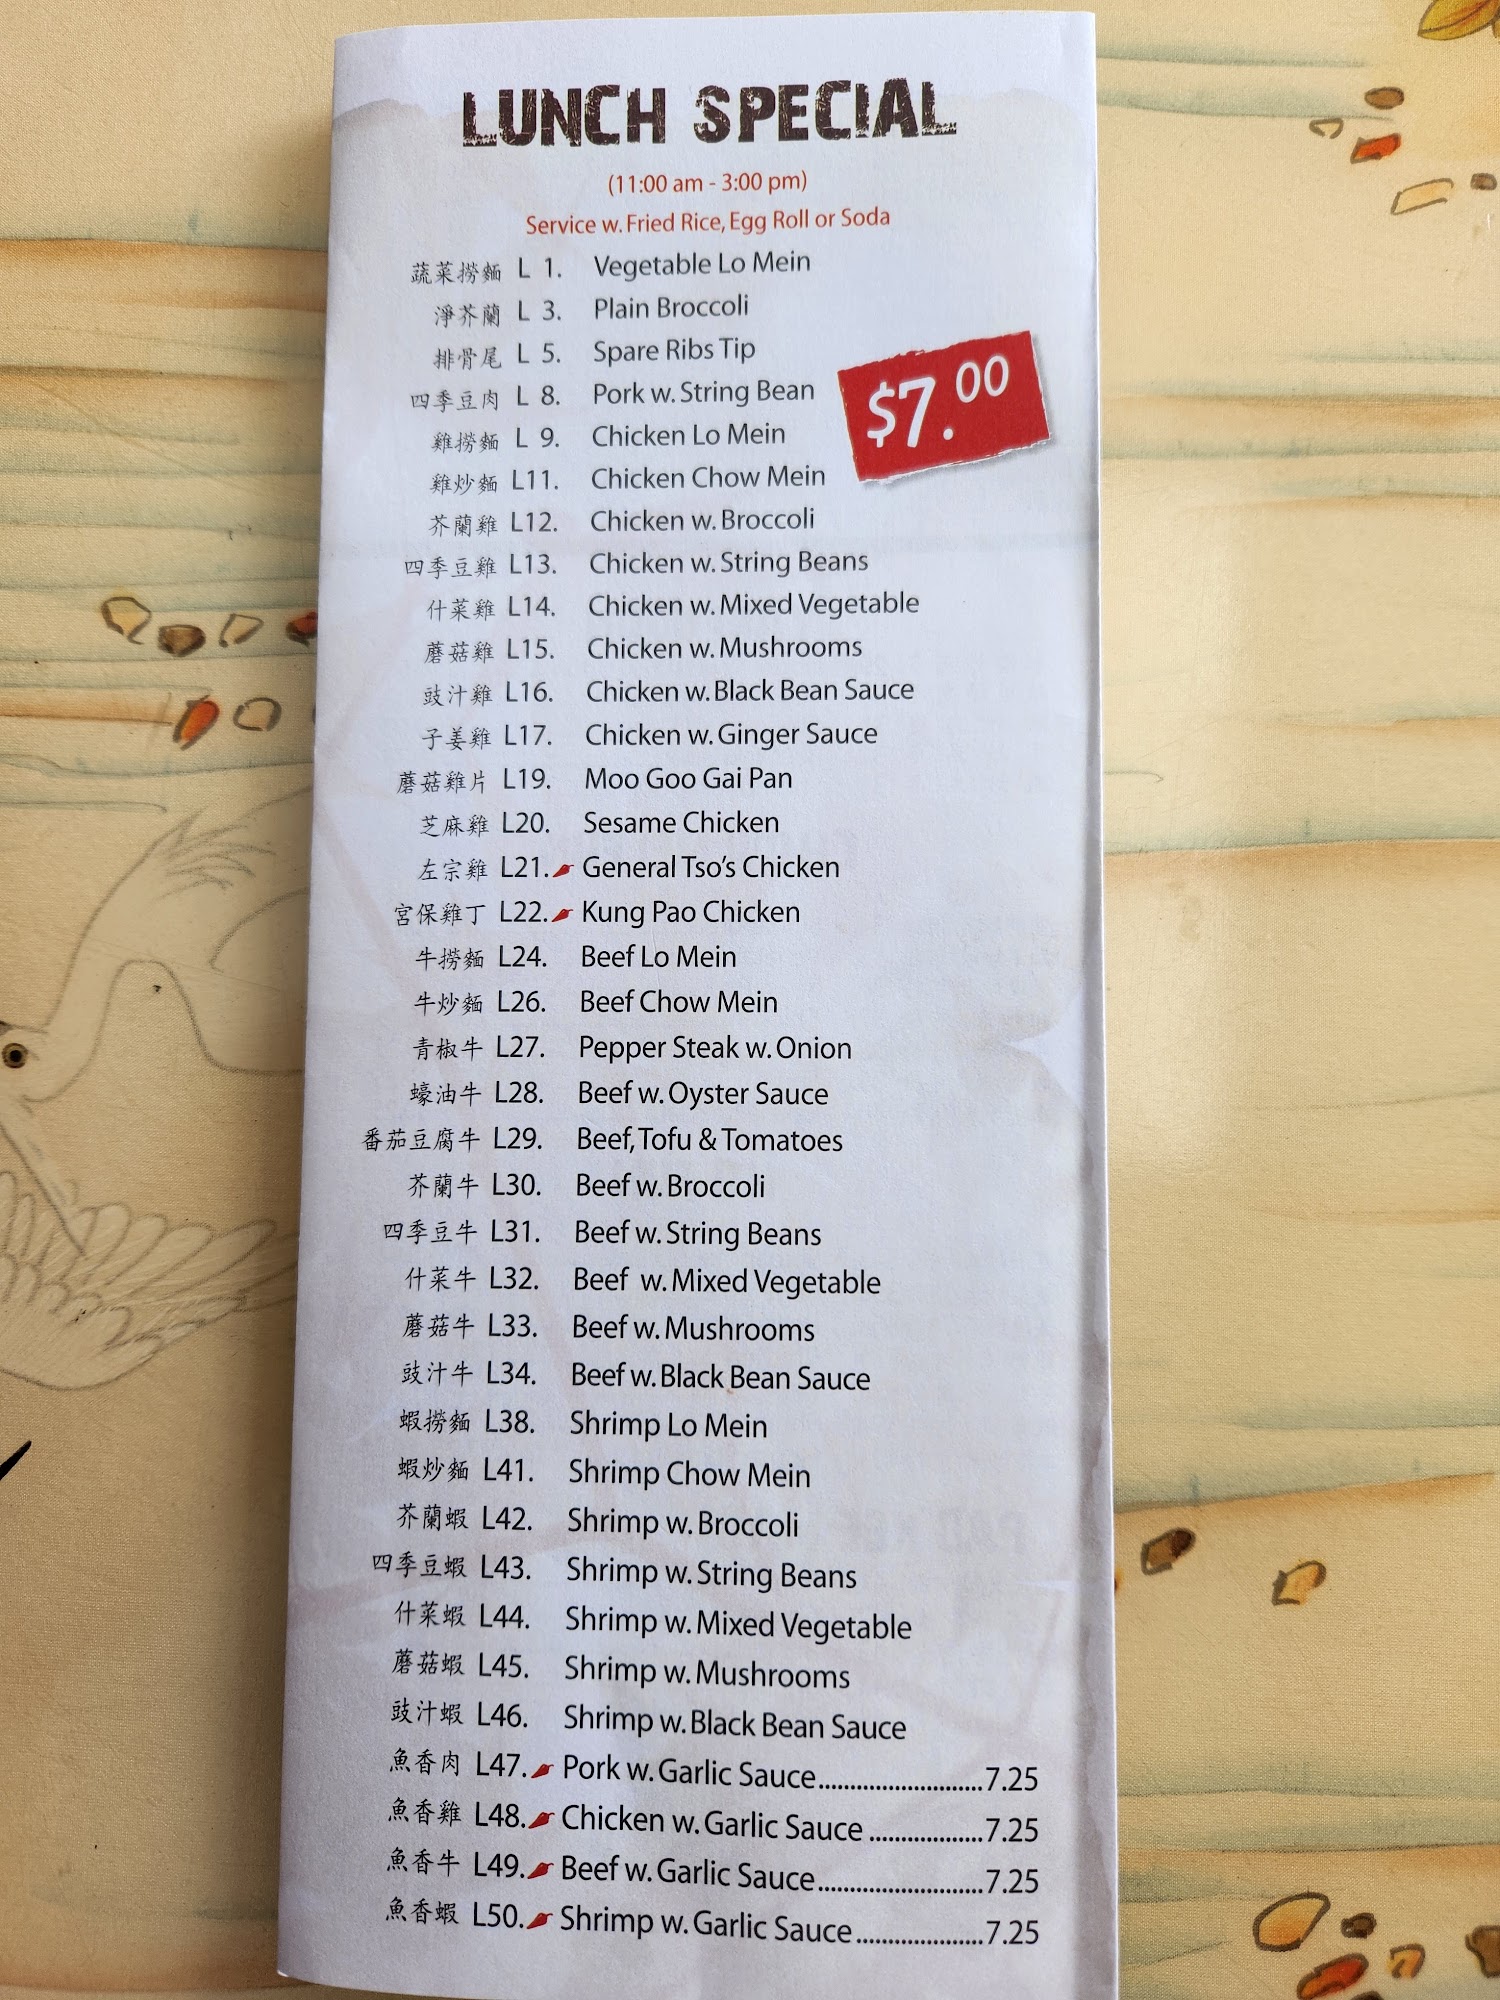 LUNCH SPECIAL
(11:00 am - 3:00 pm)
Service w. Fried Rice, Egg Roll or Soda
蔬菜撈麵 L 1. Vegetable Lo Mein
淨芥蘭 L 3. Plain Broccoli
排骨尾 L 5. Spare Ribs Tip
$7.00
四季豆肉 L 8. Pork w. String Bean
雞撈麵 L 9. Chicken Lo Mein
雞炒麵 L11. Chicken Chow Mein
芥蘭雞 L12. Chicken w. Broccoli
四季豆雞 L13. Chicken w. String Beans
什菜雞 L14. Chicken w. Mixed Vegetable
蘑菇雞 L15. Chicken w. Mushrooms
豉汁雞 L16. Chicken w. Black Bean Sauce
子姜雞 L17. Chicken w. Ginger Sauce
蘑菇雞片 L19. Moo Goo Gai Pan
芝麻雞 L20. Sesame Chicken
左宗雞 L21. General Tso's Chicken
宮保雞丁 L22. Kung Pao Chicken
牛撈麵 L24. Beef Lo Mein
牛炒麵 L26. Beef Chow Mein
青椒牛 L27. Pepper Steak w. Onion
蠔油牛 L28. Beef w. Oyster Sauce
番茄豆腐牛 L29. Beef, Tofu & Tomatoes
芥蘭牛 L30. Beef w. Broccoli
四季豆牛 L31. Beef w. String Beans
什菜牛 L32. Beef w. Mixed Vegetable
蘑菇牛 L33. Beef w. Mushrooms
豉汁牛 L34. Beef w. Black Bean Sauce
蝦撈麵 L38. Shrimp Lo Mein
蝦炒麵 L41. Shrimp Chow Mein
芥蘭蝦 L42. Shrimp w. Broccoli
四季豆蝦 L43. Shrimp w. String Beans
什菜蝦 L44. Shrimp w. Mixed Vegetable
蘑菇蝦 L45. Shrimp w. Mushrooms
豉汁蝦 L46. Shrimp w. Black Bean Sauce
魚香肉 L47. Pork w. Garlic Sauce..........................7.25
魚香雞 L48. Chicken w. Garlic Sauce ..................7.25
魚香牛 L49. Beef w. Garlic Sauce..........................7.25
魚香蝦 L50. Shrimp w. Garlic Sauce....................7.25